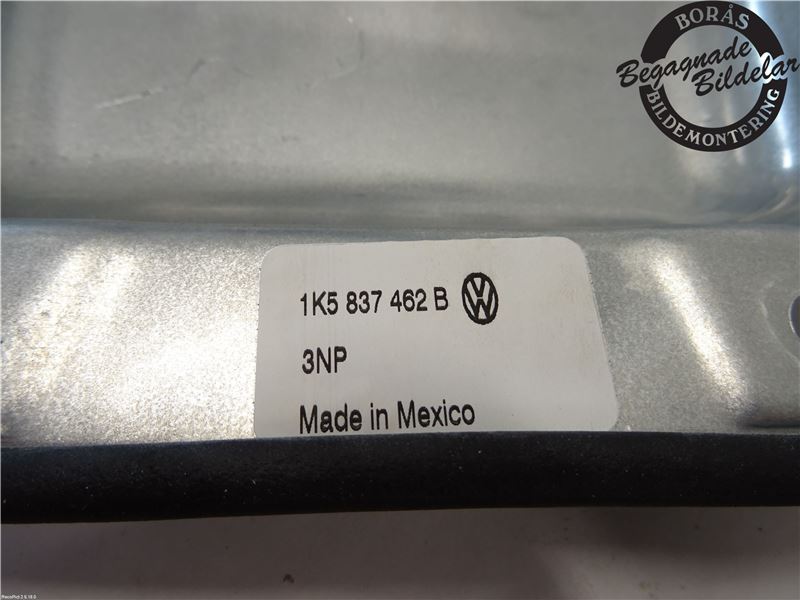 BORÅS
Begagnade
Bildelar
BILDEMONTERING
1K5 837 462 B
3NP
Made in Mexico